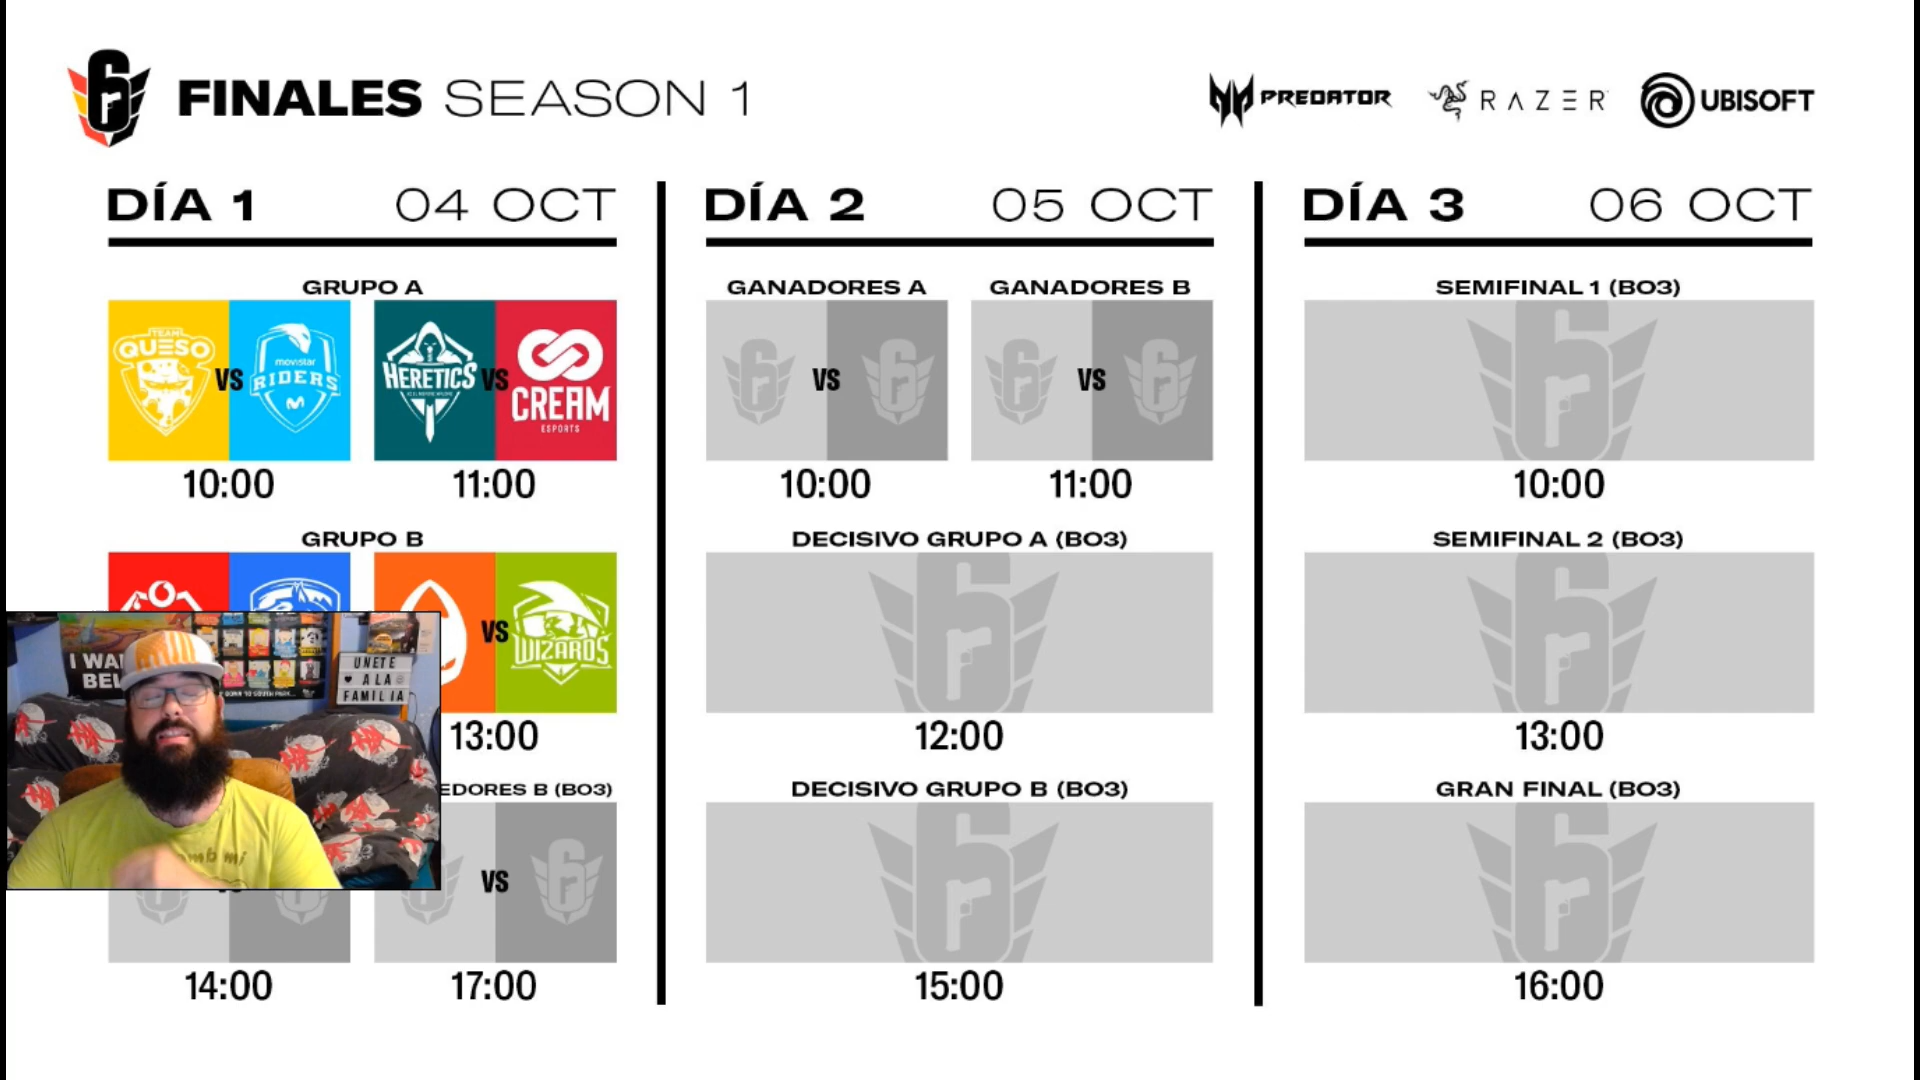 FINALES SEASON 1
PREDATOR
RAZER
UBISOFT
DÍA 1 04 OCT
GRUPO A
TEAM
QUESO
VS
movistar
RIDERS
HERETICS
VS
CREAM
ESPORTS
10:00
11:00
GRUPO B
VS
WIZARDS
13:00
EDORES B (BO3)
VS
14:00
17:00
I WA
BEL
UNETE
♥ A LA
FAMILIA
DÍA 2 05 OCT
GANADORES A
GANADORES B
VS
VS
10:00
11:00
DECISIVO GRUPO A (BO3)
12:00
DECISIVO GRUPO B (BO3)
15:00
DÍA 3 06 OCT
SEMIFINAL 1 (BO3)
10:00
SEMIFINAL 2 (BO3)
13:00
GRAN FINAL (BO3)
16:00